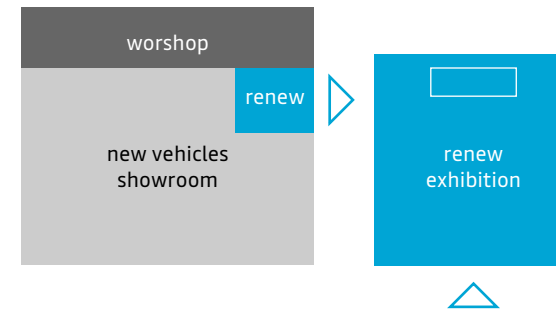 worshop
renew
new vehicles
showroom
renew
exhibition